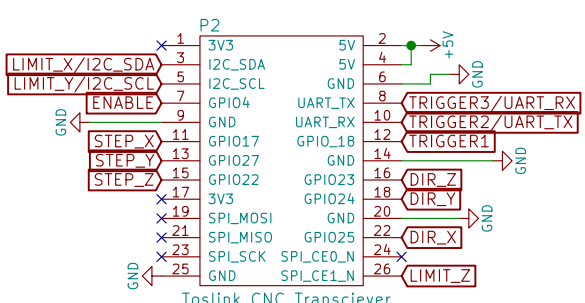 P2
1 3V3 5V 2 +5V
LIMIT_X/I2C_SDA 3 I2C_SDA 5V 4
LIMIT_Y/I2C_SCL 5 I2C_SCL GND 6 GND
ENABLE 7 GPIO4 UART_TX 8 TRIGGER3/UART_RX
GND 9 GND UART_RX 10 TRIGGER2/UART_TX
STEP_X 11 GPIO17 GPIO_18 12 TRIGGER1
STEP_Y 13 GPIO27 GND 14 GND
STEP_Z 15 GPIO22 GPIO23 16 DIR_Z
17 3V3 GPIO24 18 DIR_Y
19 SPI_MOSI GND 20 GND
21 SPI_MISO GPIO25 22 DIR_X
23 SPI_SCK SPI_CE0_N 24
GND 25 GND SPI_CE1_N 26 LIMIT_Z
Toslink CNC Transciever